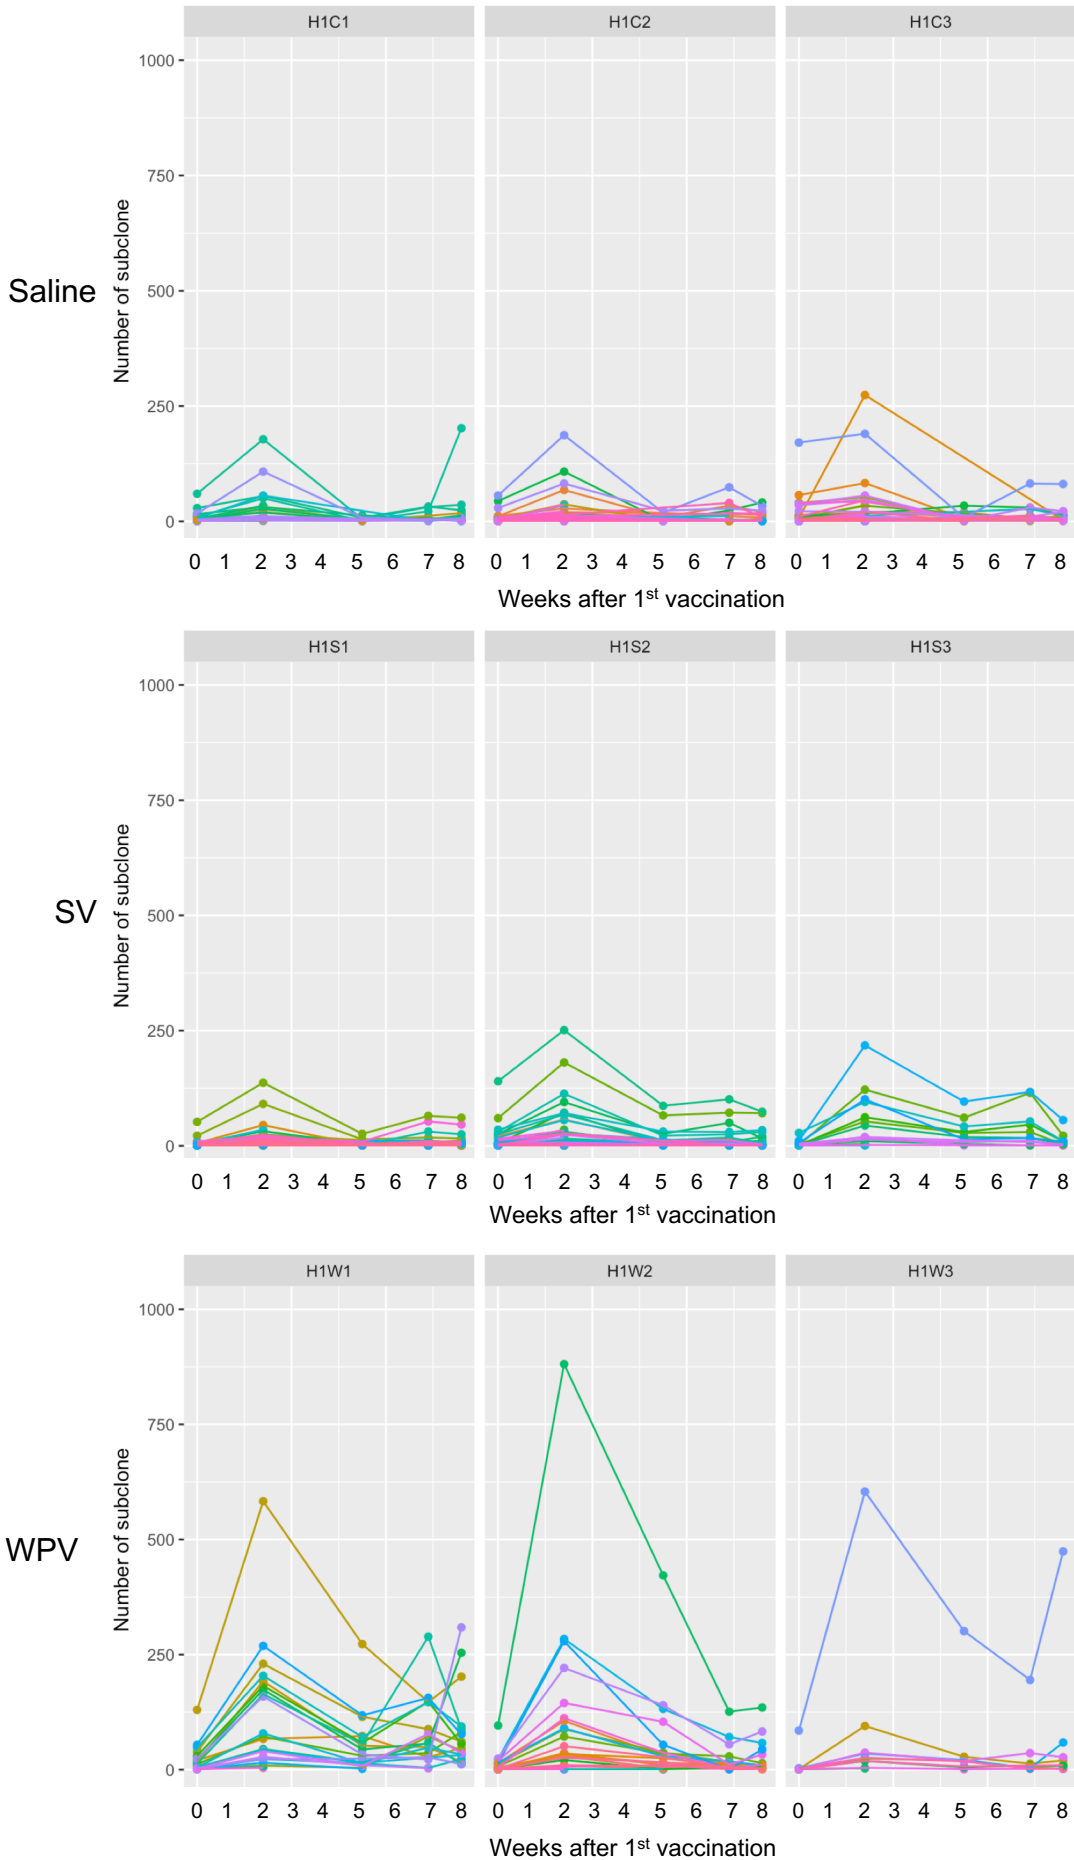 H1C1 H1C2 H1C3
1000
750
500
250
0
Number of subclone
Saline
0 1 2 3 4 5 6 7 8 0 1 2 3 4 5 6 7 8 0 1 2 3 4 5 6 7 8
Weeks after 1st vaccination
H1S1 H1S2 H1S3
1000
750
500
250
0
Number of subclone
SV
0 1 2 3 4 5 6 7 8 0 1 2 3 4 5 6 7 8 0 1 2 3 4 5 6 7 8
Weeks after 1st vaccination
H1W1 H1W2 H1W3
1000
750
500
250
0
Number of subclone
WPV
0 1 2 3 4 5 6 7 8 0 1 2 3 4 5 6 7 8 0 1 2 3 4 5 6 7 8
Weeks after 1st vaccination